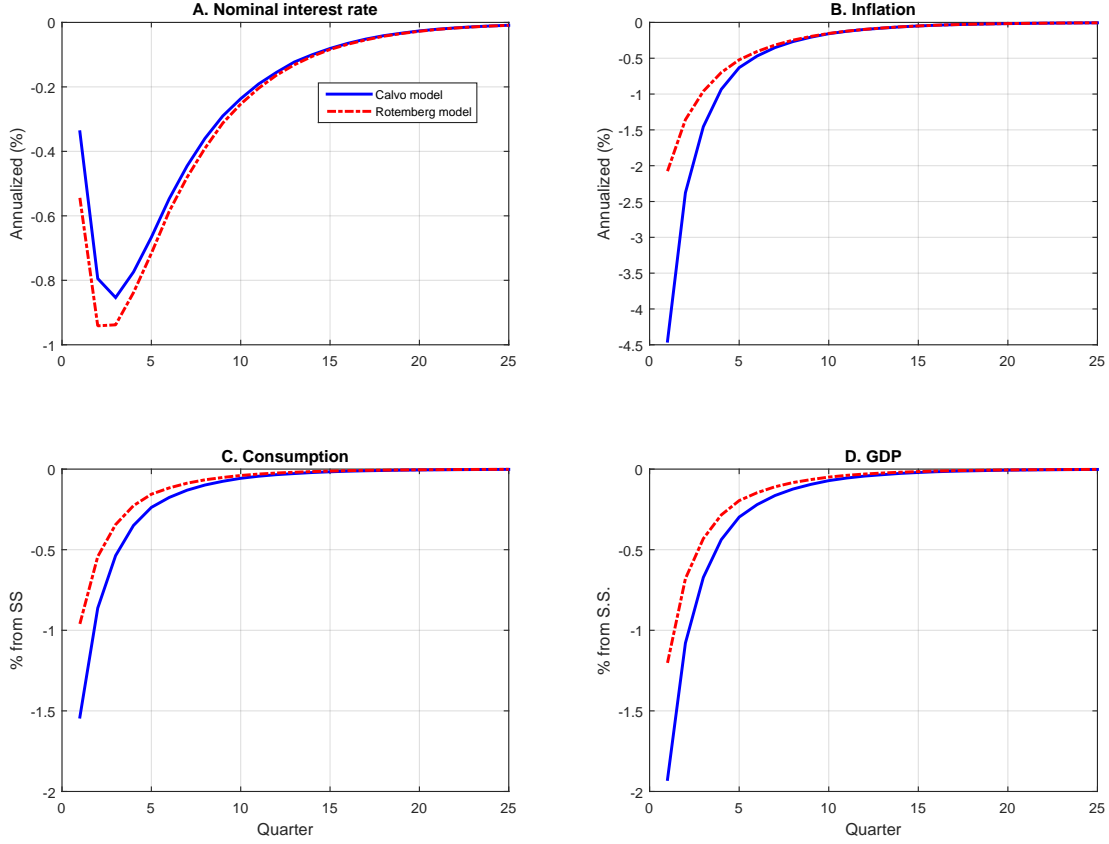 A. Nominal interest rate
0
-0.2
-0.4
-0.6
-0.8
-1
Annualized (%)
0 5 10 15 20 25
Calvo model
Rotemberg model
B. Inflation
0
-0.5
-1
-1.5
-2
-2.5
-3
-3.5
-4
-4.5
Annualized (%)
0 5 10 15 20 25
C. Consumption
0
-0.5
-1
-1.5
-2
% from SS
0 5 10 15 20 25
Quarter
D. GDP
0
-0.5
-1
-1.5
-2
% from S.S.
0 5 10 15 20 25
Quarter